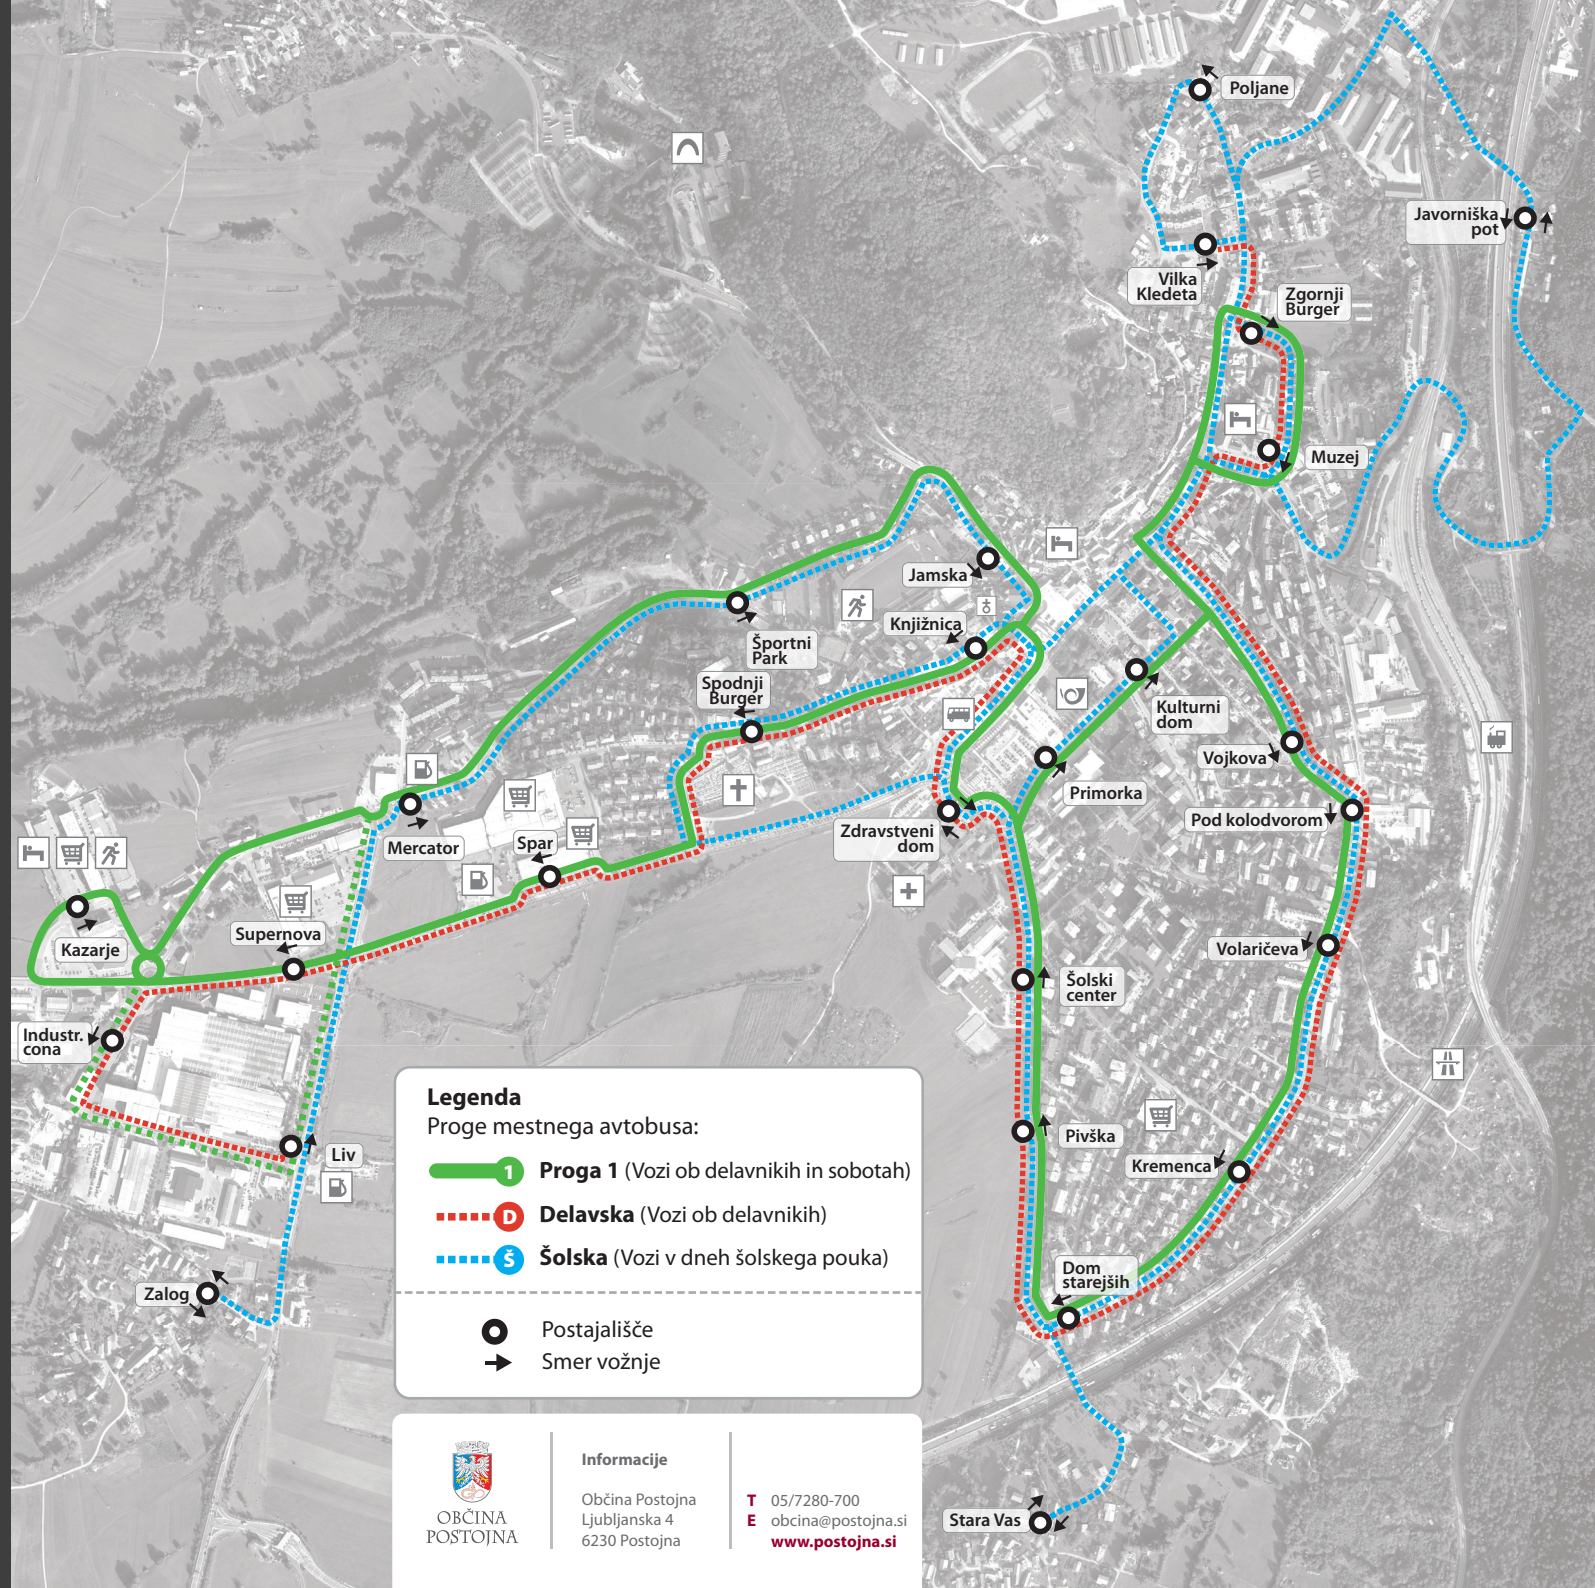 Poljane
Javorniška
pot
Vilka
Kledeta
Zgornji
Burger
Muzej
Jamska
Knjižnica
Športni
Park
Spodnji
Burger
Kulturni
dom
Vojkova
Primorka
Pod kolodvorom
Zdravstveni
dom
Mercator
Spar
Supernova
Kazarje
Volaričeva
Šolski
center
Industr.
cona
Liv
Pivška
Kremenca
Dom
starejših
Zalog
Stara Vas
Legenda
Proge mestnega avtobusa:
1 Proga 1 (Vozi ob delavnikih in sobotah)
D Delavska (Vozi ob delavnikih)
Š Šolska (Vozi v dneh šolskega pouka)
Postajališče
Smer vožnje
OBČINA
POSTOJNA
Informacije
Občina Postojna
Ljubljanska 4
6230 Postojna
T 05/7280-700
E obcina@postojna.si
www.postojna.si